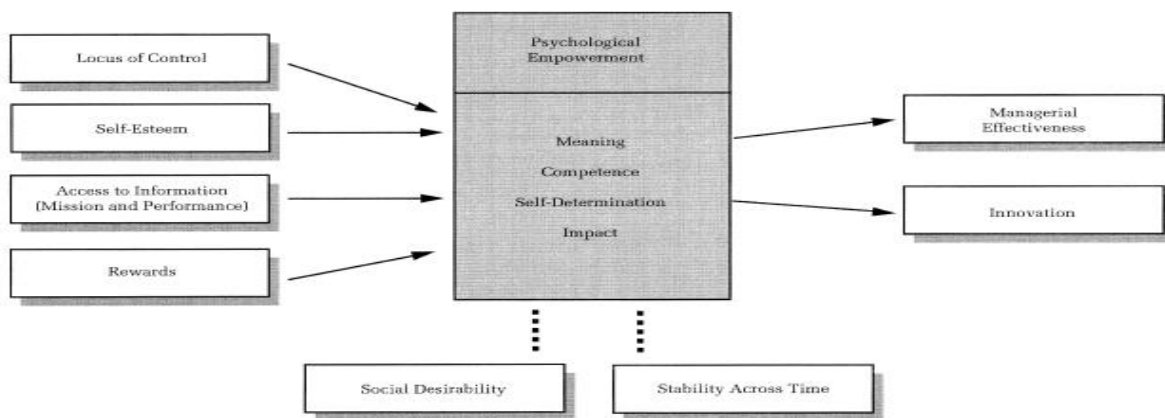 Locus of Control
Self-Esteem
Access to Information
(Mission and Performance)
Rewards
Psychological
Empowerment
Meaning
Competence
Self-Determination
Impact
Managerial
Effectiveness
Innovation
Social Desirability
Stability Across Time